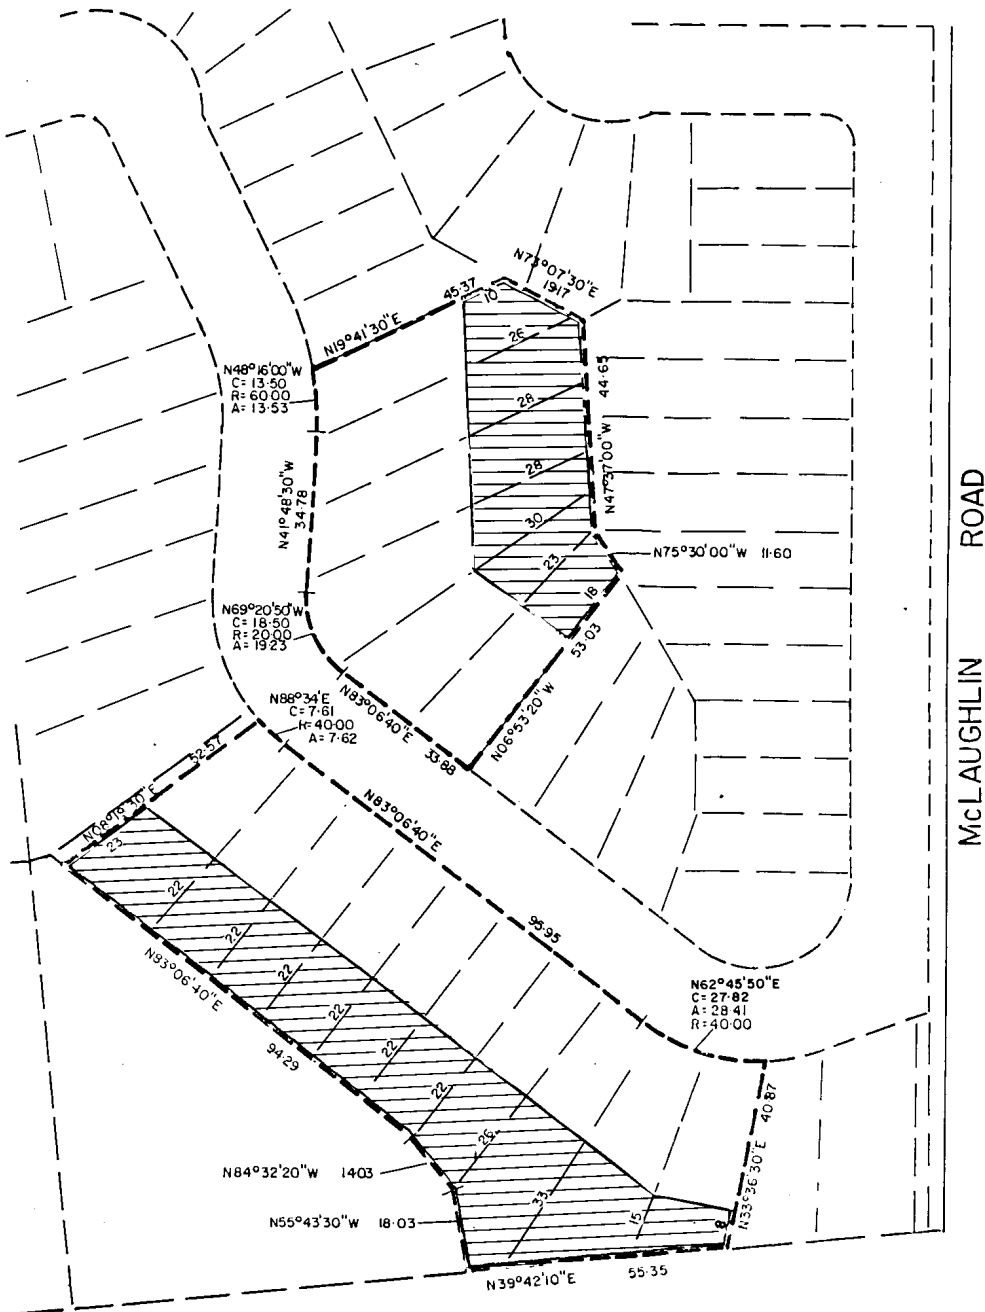 N73°07'30"E
19.17
45.37
10
N19°41'30"E
26
N48°16'00"W
C= 13.50
R= 60.00
A= 13.53
44.65
28
N47°37'00"W
28
N41°48'30"W
34.78
30
23
N75°30'00"W 11.60
18
53.03
N06°53'20"W
N69°20'50"W
C= 18.50
R= 20.00
A= 19.23
N88°34'E
C= 7.61
R= 40.00
A= 7.62
N83°06'40"E
33.88
52.57
N08°19'30"E
23
N83°06'40"E
95.95
22
22
22
22
22
22
26
33
15
8
N83°06'40"E
94.29
N62°45'50"E
C= 27.82
A= 28.41
R= 40.00
40.87
N33°36'30"E
N84°32'20"W 14.03
N55°43'30"W 18.03
N39°42'10"E 55.35
McLAUGHLIN ROAD